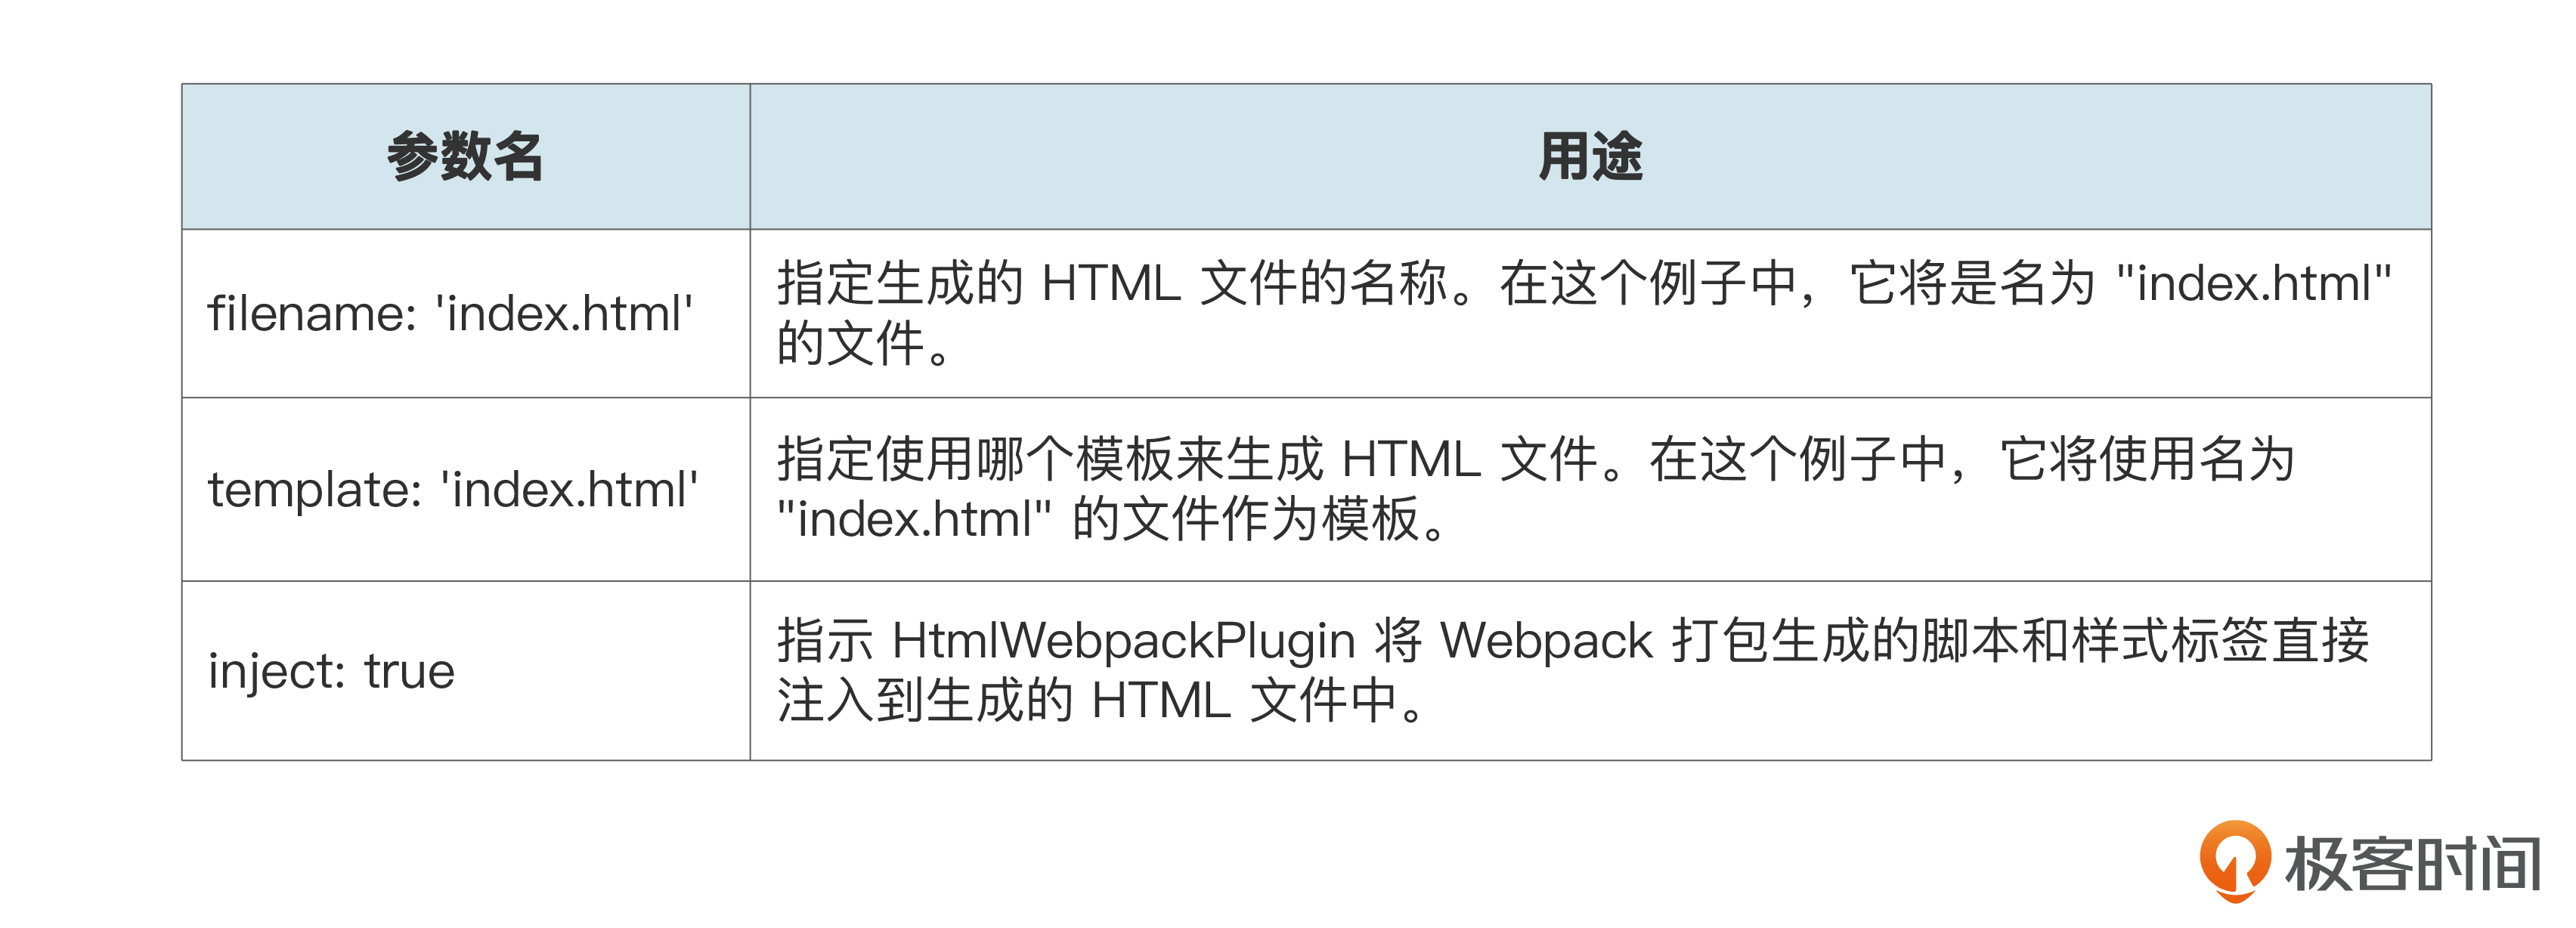 参数名
用途
filename: 'index.html'
指定生成的 HTML 文件的名称。在这个例子中，它将是名为 "index.html"
的文件。
template: 'index.html'
指定使用哪个模板来生成 HTML 文件。在这个例子中，它将使用名为
"index.html" 的文件作为模板。
inject: true
指示 HtmlWebpackPlugin 将 Webpack 打包生成的脚本和样式标签直接
注入到生成的 HTML 文件中。
极客时间